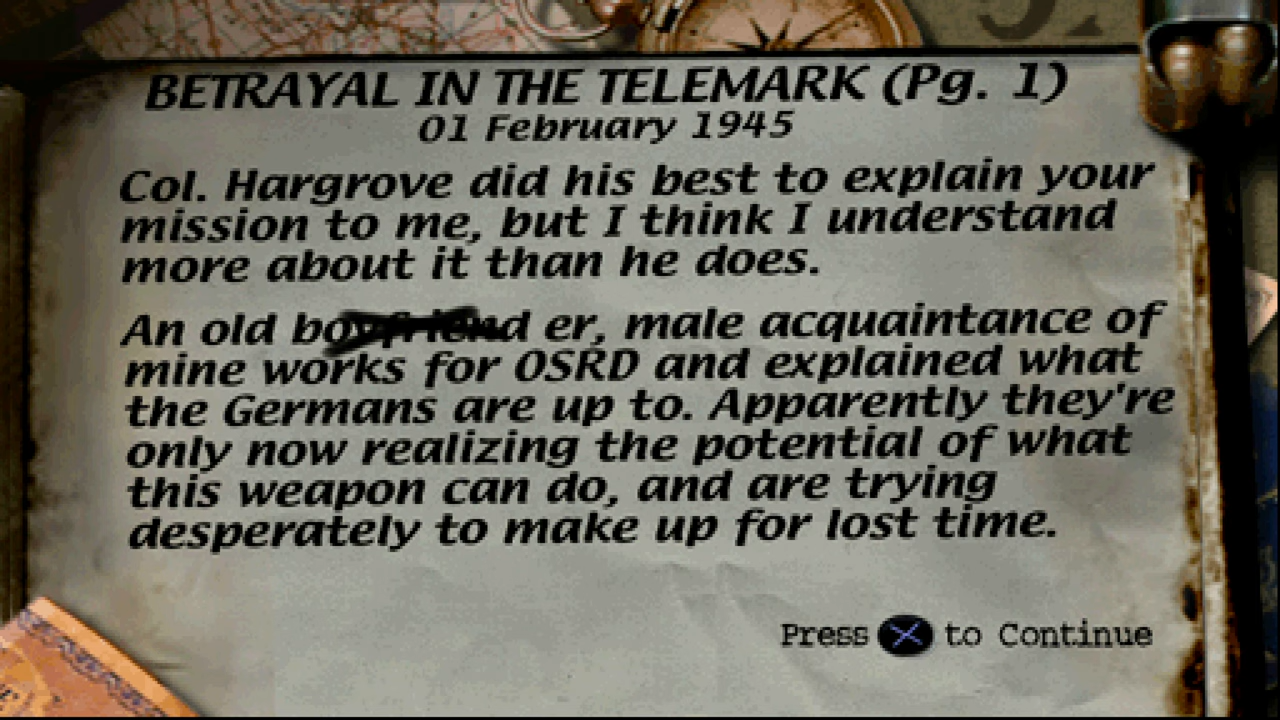 BETRAYAL IN THE TELEMARK (Pg. 1)
01 February 1945
Col. Hargrove did his best to explain your
mission to me, but I think I understand
more about it than he does.
An old boyfriend er, male acquaintance of
mine works for OSRD and explained what
the Germans are up to. Apparently they're
only now realizing the potential of what
this weapon can do, and are trying
desperately to make up for lost time.
Press X to Continue